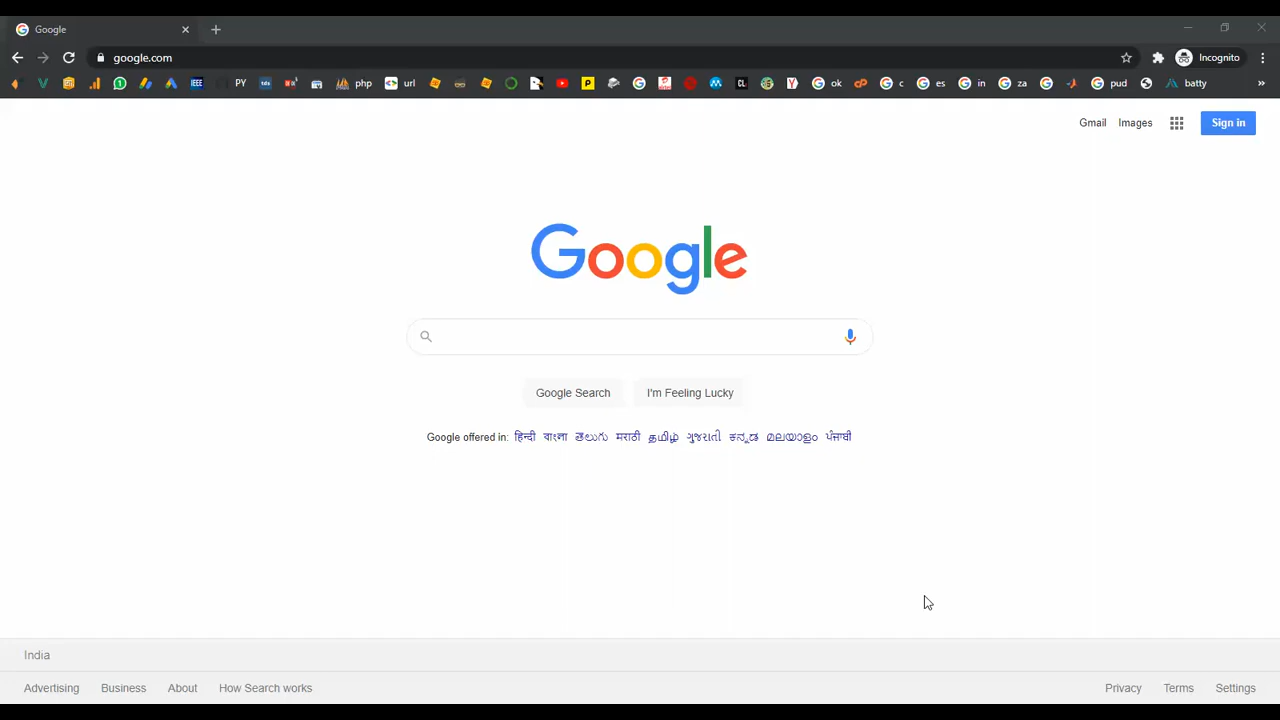 Google
google.com
Incognito
PY php url ok c es in za pud batty
Gmail Images Sign in
Google
Google Search I'm Feeling Lucky
Google offered in: हिन्दी বাংলা తెలుగు मराठी தமிழ் ગુજરાતી ಕನ್ನಡ മലയാളം ਪੰਜਾਬੀ
India
Advertising Business About How Search works Privacy Terms Settings